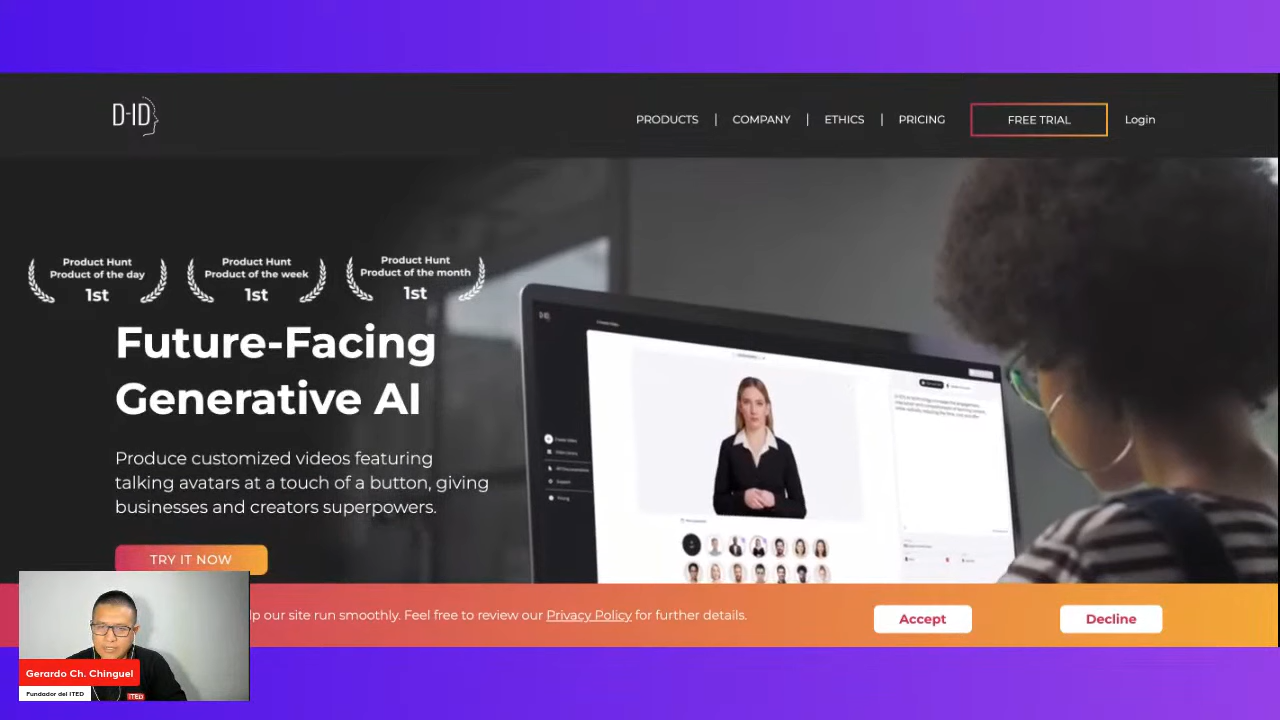 D-ID
PRODUCTS | COMPANY | ETHICS | PRICING
FREE TRIAL
Login
Product Hunt
Product of the day
1st
Product Hunt
Product of the week
1st
Product Hunt
Product of the month
1st
Future-Facing
Generative AI
Produce customized videos featuring
talking avatars at a touch of a button, giving
businesses and creators superpowers.
TRY IT NOW
lp our site run smoothly. Feel free to review our Privacy Policy for further details.
Accept
Decline
Gerardo Ch. Chinguel
Fundador del ITED
ITED